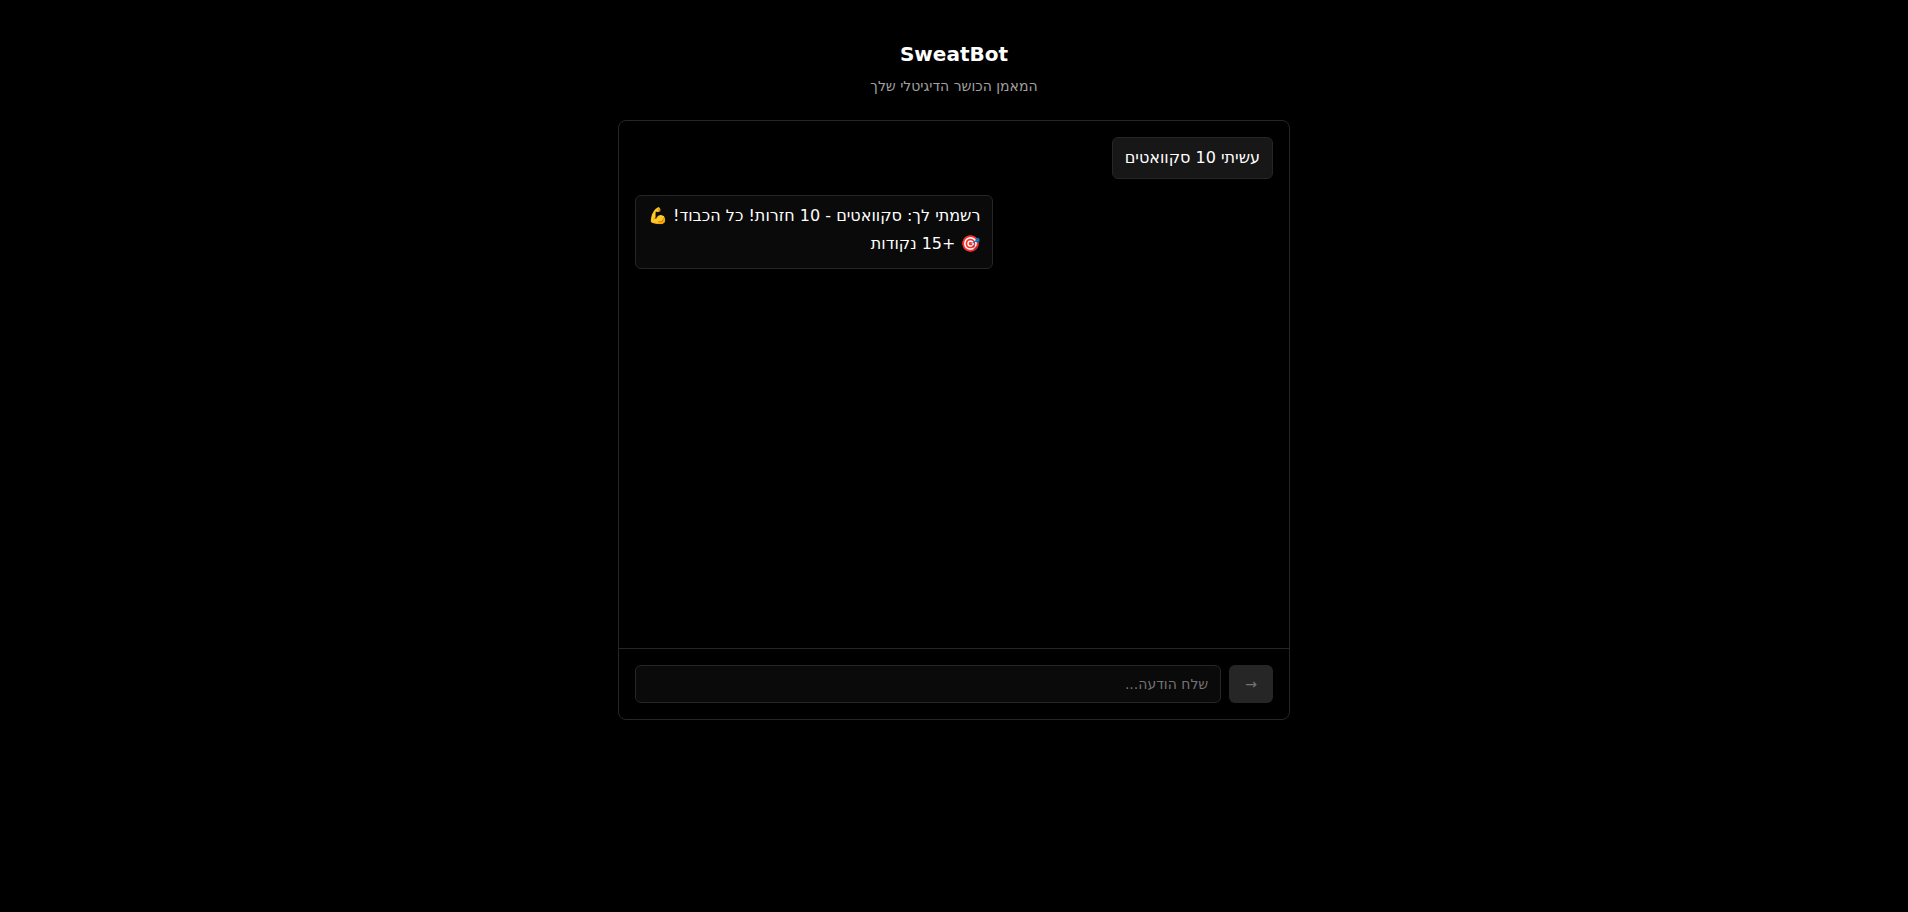 SweatBot
המאמן הכושר הדיגיטלי שלך
עשיתי 10 סקוואטים
רשמתי לך: סקוואטים - 10 חזרות! כל הכבוד! 💪
🎯 +15 נקודות
→
שלח הודעה...